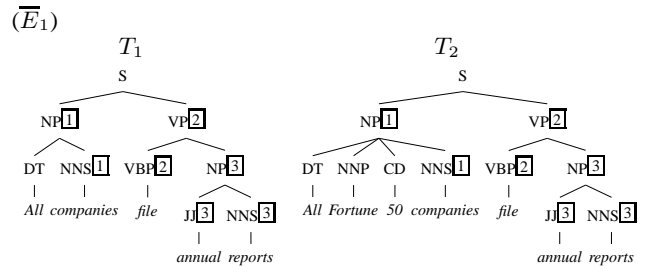 (E̅₁)
T₁ T₂
S S
NP 1 VP 2 NP 1 VP 2
DT NNS 1 VBP 2 NP 3 DT NNP CD NNS 1 VBP 2 NP 3
All companies file JJ 3 NNS 3 All Fortune 50 companies file JJ 3 NNS 3
annual reports annual reports